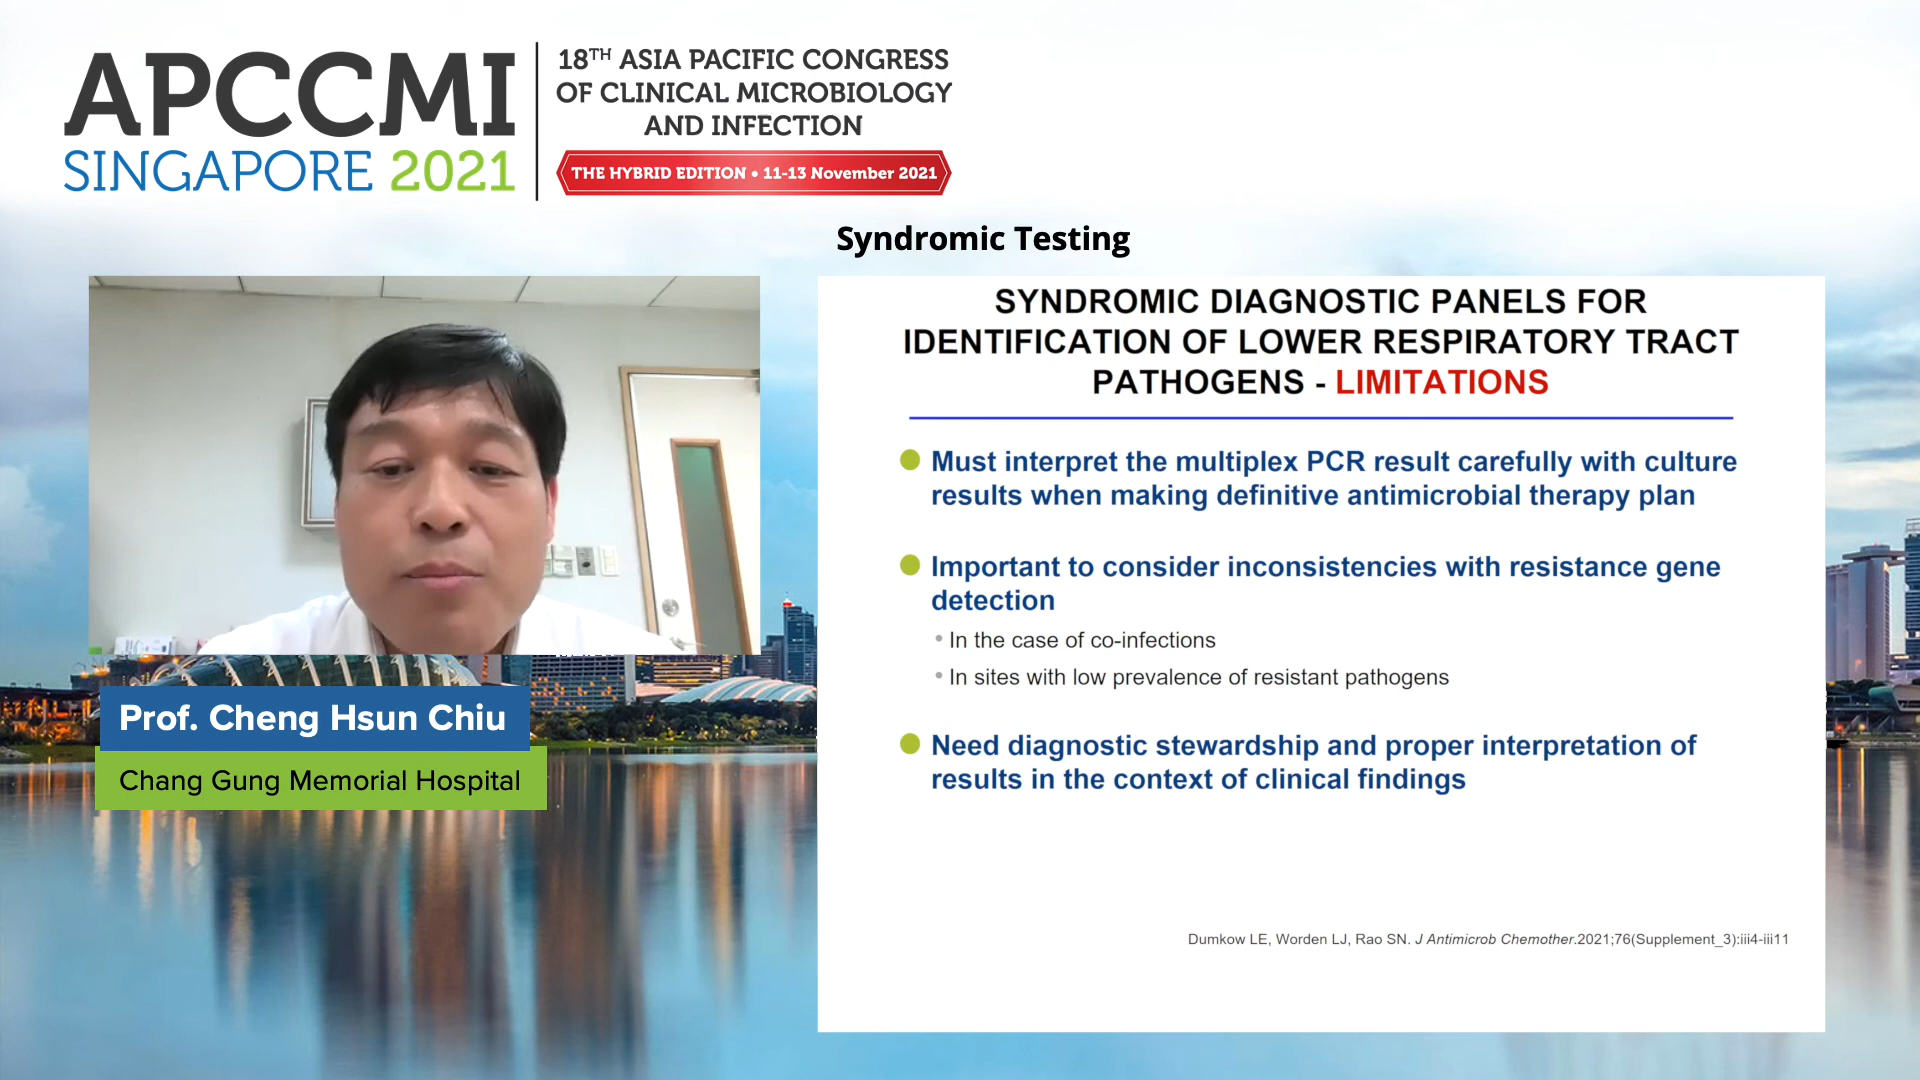 APCCMI
SINGAPORE 2021
18TH ASIA PACIFIC CONGRESS
OF CLINICAL MICROBIOLOGY
AND INFECTION
THE HYBRID EDITION • 11-13 November 2021
Syndromic Testing
Prof. Cheng Hsun Chiu
Chang Gung Memorial Hospital
SYNDROMIC DIAGNOSTIC PANELS FOR
IDENTIFICATION OF LOWER RESPIRATORY TRACT
PATHOGENS - LIMITATIONS
Must interpret the multiplex PCR result carefully with culture
results when making definitive antimicrobial therapy plan
Important to consider inconsistencies with resistance gene
detection
• In the case of co-infections
• In sites with low prevalence of resistant pathogens
Need diagnostic stewardship and proper interpretation of
results in the context of clinical findings
Dumkow LE, Worden LJ, Rao SN. J Antimicrob Chemother.2021;76(Supplement_3):iii4-iii11